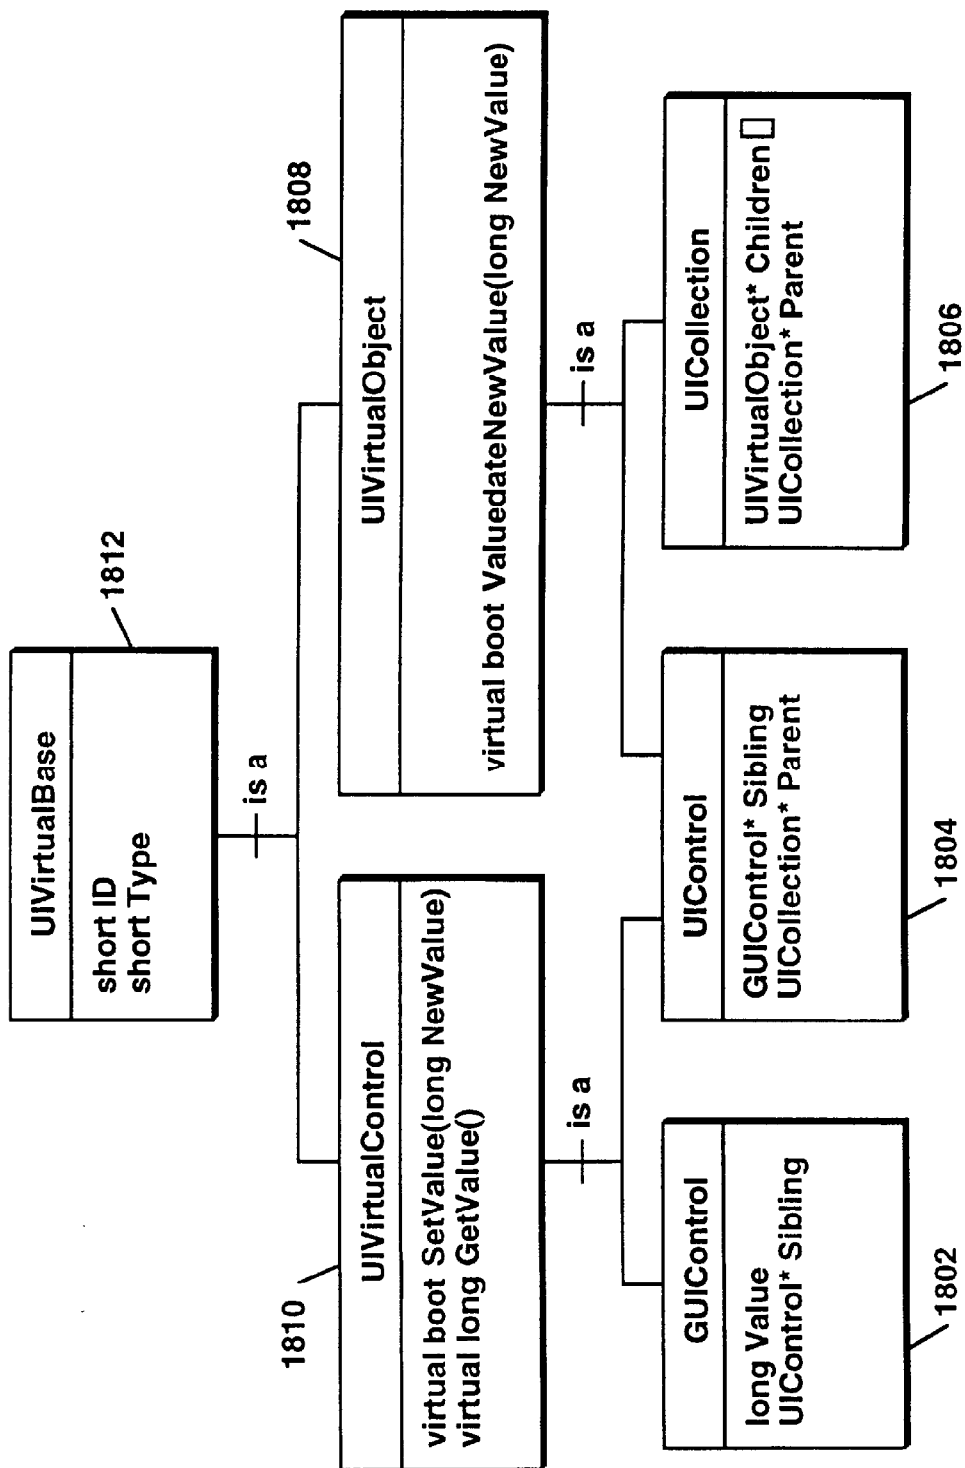 UIVirtualBase
short ID
short Type
1812
is a
UIVirtualControl
virtual boot SetValue(long NewValue)
virtual long GetValue()
1810
UIVirtualObject
virtual boot ValuedateNewValue(long NewValue)
1808
is a
is a
GUIControl
long Value
UIControl* Sibling
1802
UIControl
GUIControl* Sibling
UICollection* Parent
1804
UICollection
UIVirtualObject* Children[]
UICollection* Parent
1806